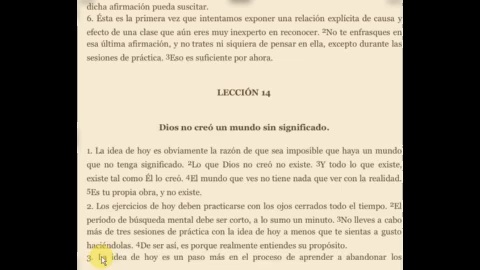 dicha afirmación pueda suscitar.
6. Ésta es la primera vez que intentamos exponer una relación explícita de causa y
efecto de una clase que aún eres muy inexperto en reconocer. ²No te enfrasques en
esa última afirmación, y no trates ni siquiera de pensar en ella, excepto durante las
sesiones de práctica. ³Eso es suficiente por ahora.
LECCIÓN 14
Dios no creó un mundo sin significado.
1. La idea de hoy es obviamente la razón de que sea imposible que haya un mundo
que no tenga significado. ²Lo que Dios no creó no existe. ³Y todo lo que existe,
existe tal como Él lo creó. ⁴El mundo que ves no tiene nada que ver con la realidad.
⁵Es tu propia obra, y no existe.
2. Los ejercicios de hoy deben practicarse con los ojos cerrados todo el tiempo. ²El
período de búsqueda mental debe ser corto, a lo sumo un minuto. ³No lleves a cabo
más de tres sesiones de práctica con la idea de hoy a menos que te sientas a gusto
haciéndolas. ⁴De ser así, es porque realmente entiendes su propósito.
3. La idea de hoy es un paso más en el proceso de aprender a abandonar los